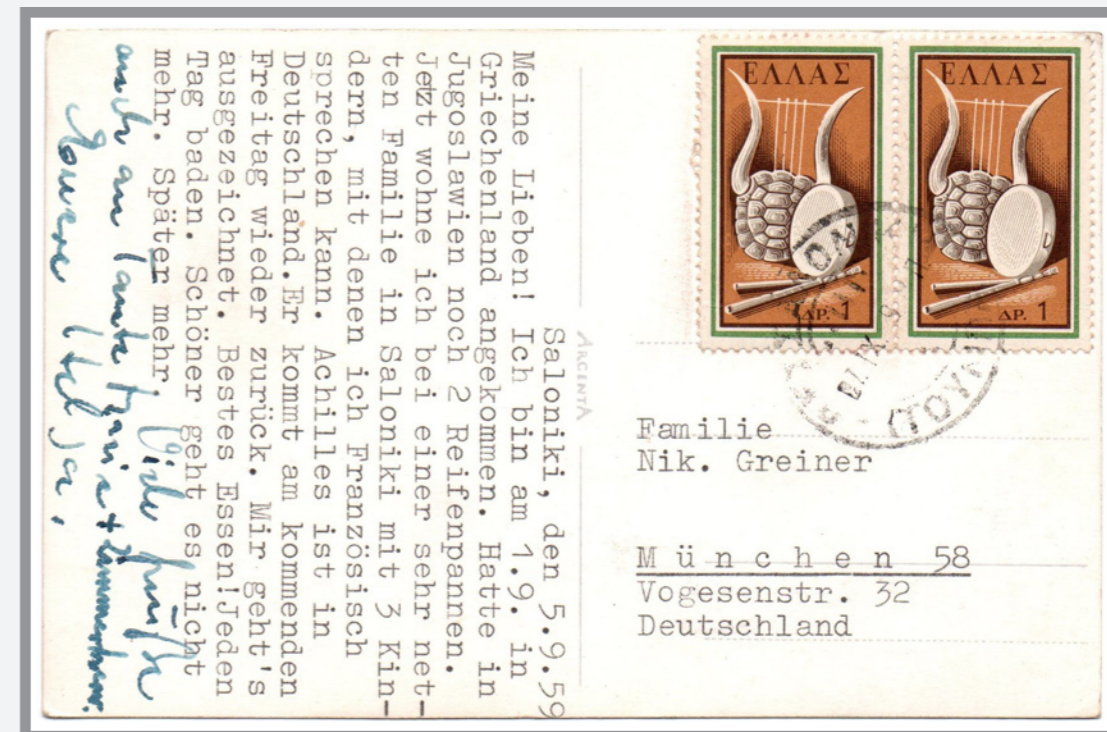 Saloniki, den 5.9.59
Meine Lieben! Ich bin am 1.9. in
Griechenland angekommen. Hatte in
Jugoslawien noch 2 Reifenpannen.
Jetzt wohne ich bei einer sehr net-
ten Familie in Saloniki mit 3 Kin-
dern, mit denen ich Französisch
sprechen kann. Achilles ist in
Deutschland.Er kommt am kommenden
Freitag wieder zurück. Mir geht's
ausgezeichnet. Bestes Essen!Jeden
Tag baden. Schöner geht es nicht
mehr. Später mehr. Viele Grüße
auch an Tante
Eure
ARGENTA
ΕΛΛΑΣ
ΔΡ. 1
ΕΛΛΑΣ
ΔΡ. 1
Familie
Nik. Greiner
München 58
Vogesenstr. 32
Deutschland